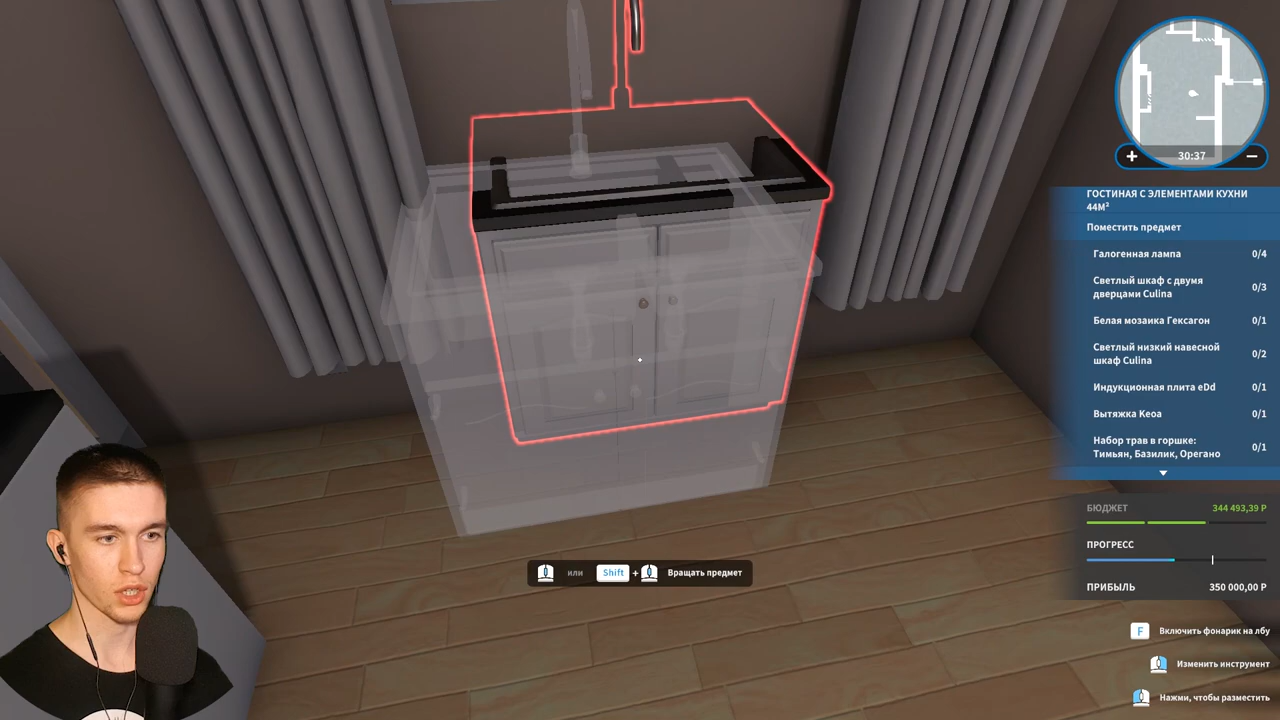 + 30:37 −
ГОСТИНАЯ С ЭЛЕМЕНТАМИ КУХНИ
44М²
Поместить предмет
Галогенная лампа 0/4
Светлый шкаф с двумя
дверцами Culina 0/3
Белая мозаика Гексагон 0/1
Светлый низкий навесной
шкаф Culina 0/2
Индукционная плита eDd 0/1
Вытяжка Keoa 0/1
Набор трав в горшке:
Тимьян, Базилик, Орегано 0/1
БЮДЖЕТ 344 493,39 Р
ПРОГРЕСС
ПРИБЫЛЬ 350 000,00 Р
или Shift + Вращать предмет
F Включить фонарик на лбу
Изменить инструмент
Нажми, чтобы разместить